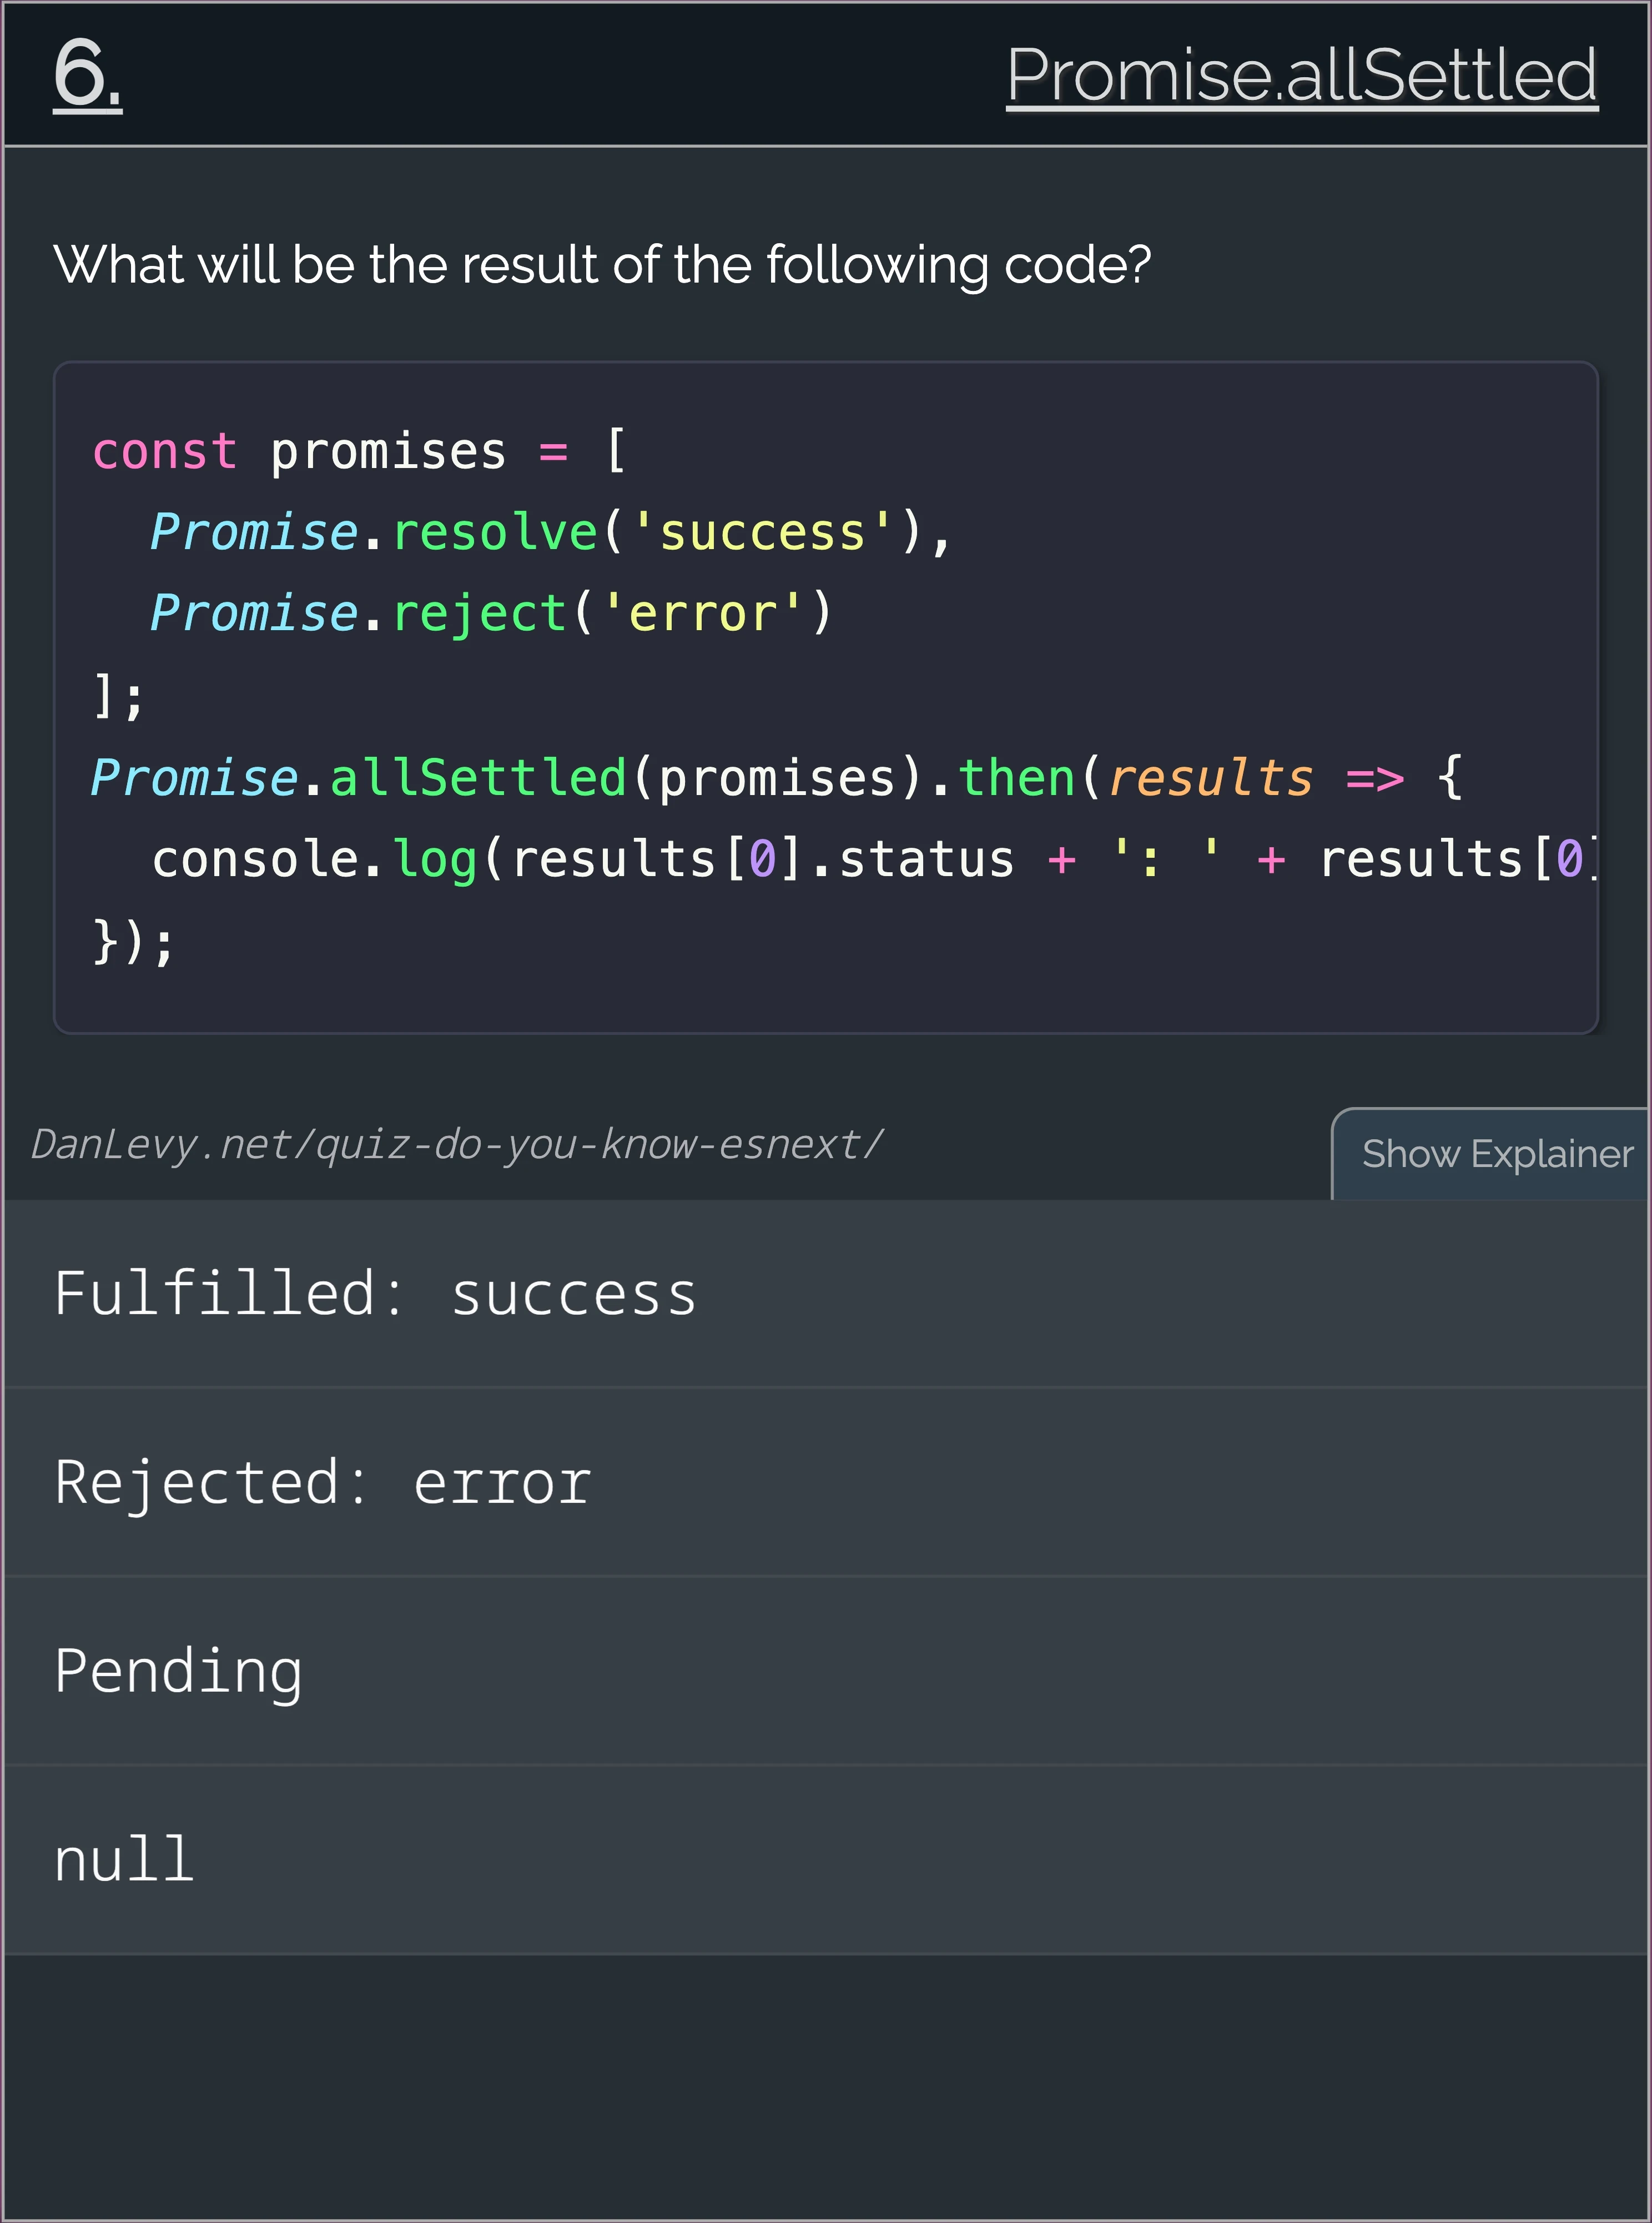 6.
Promise.allSettled
What will be the result of the following code?
const promises = [
  Promise.resolve('success'),
  Promise.reject('error')
];
Promise.allSettled(promises).then(results => {
  console.log(results[0].status + ': ' + results[0]
});
DanLevy.net/quiz-do-you-know-esnext/
Show Explainer
Fulfilled: success
Rejected: error
Pending
null